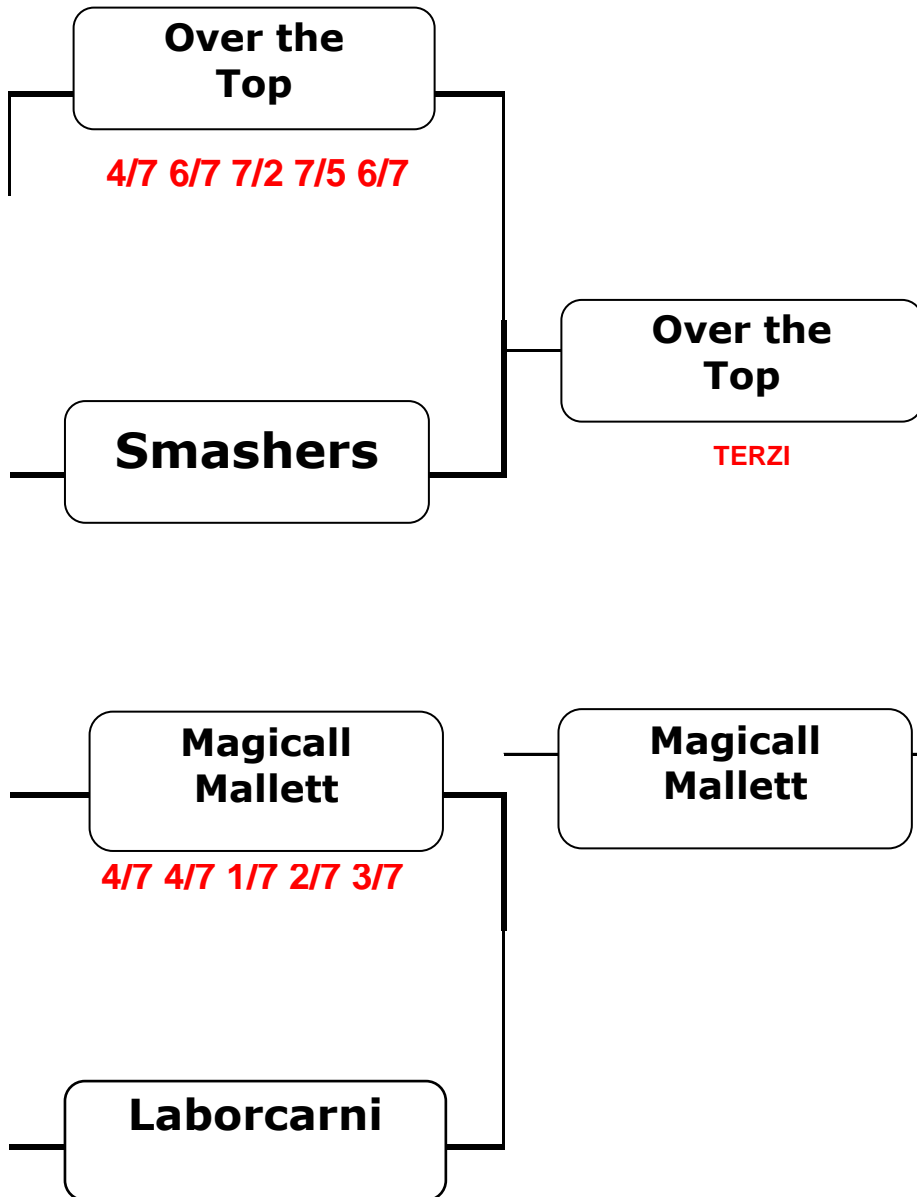 Over the
Top
4/7 6/7 7/2 7/5 6/7
Over the
Top
TERZI
Smashers
Magicall
Mallett
4/7 4/7 1/7 2/7 3/7
Magicall
Mallett
Laborcarni